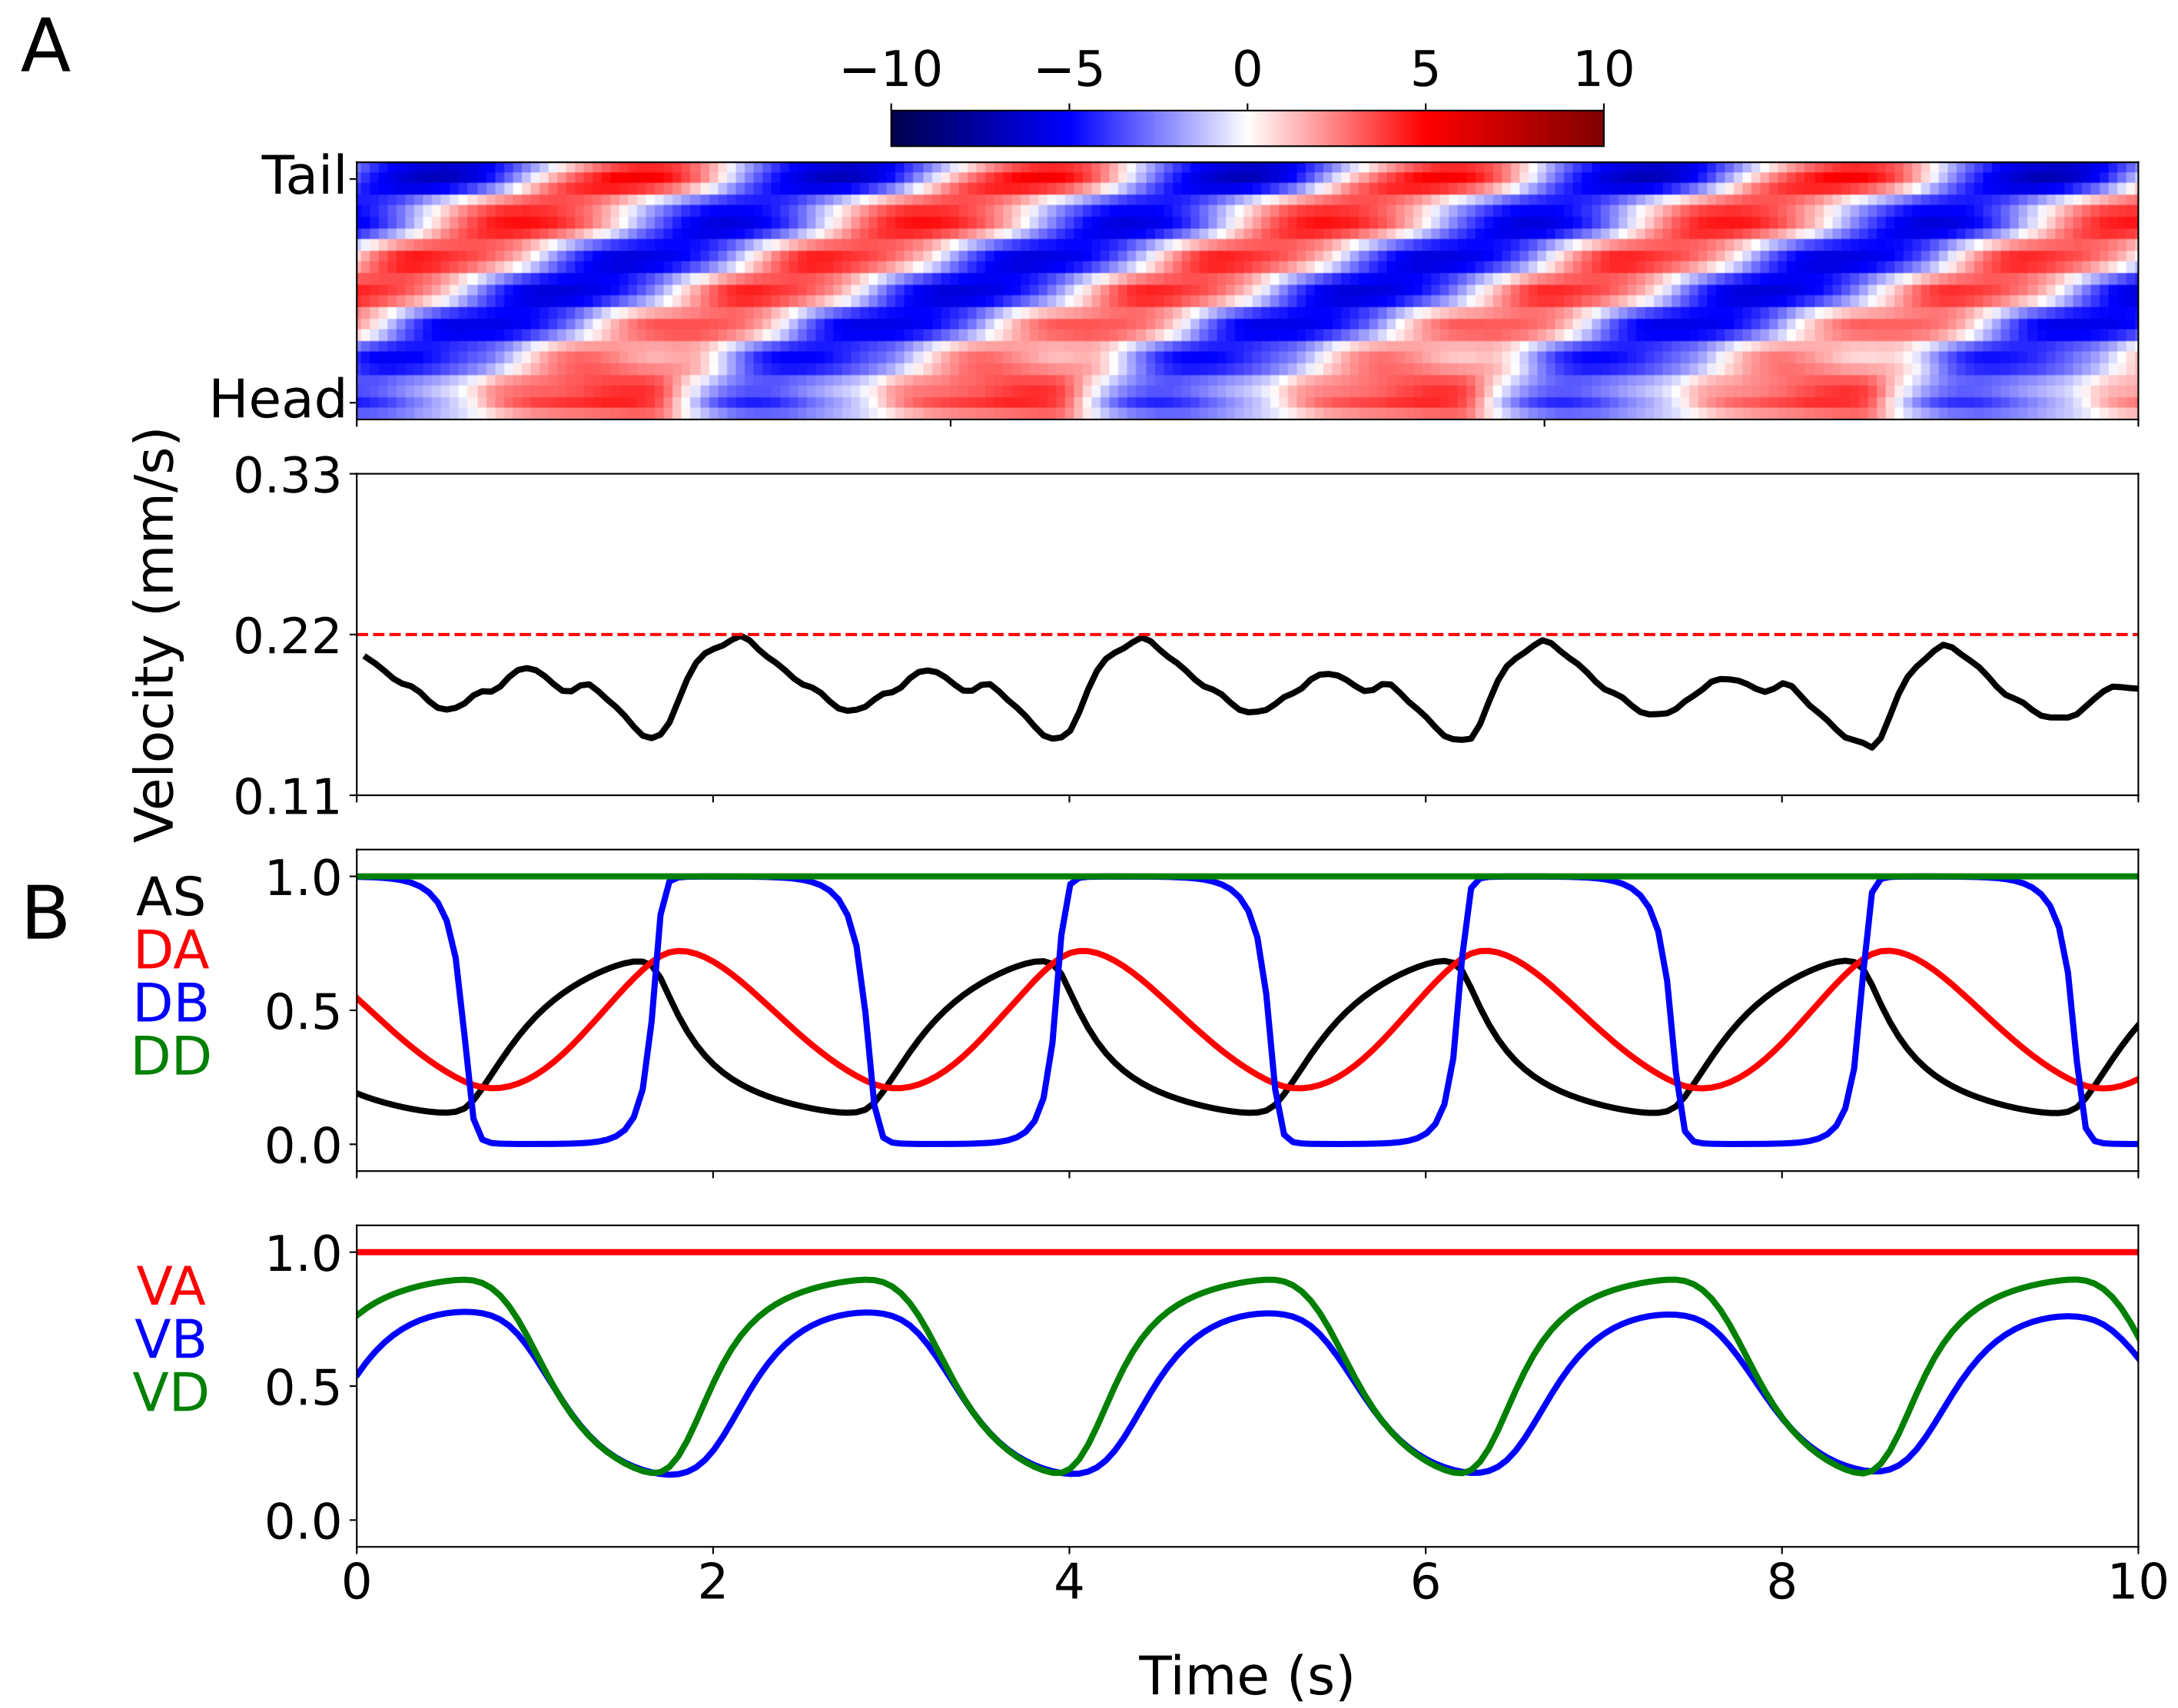 A
−10 −5 0 5 10
Tail
Head
Velocity (mm/s)
0.33
0.22
0.11
B
AS
DA
DB
DD
1.0
0.5
0.0
VA
VB
VD
1.0
0.5
0.0
0 2 4 6 8 10
Time (s)